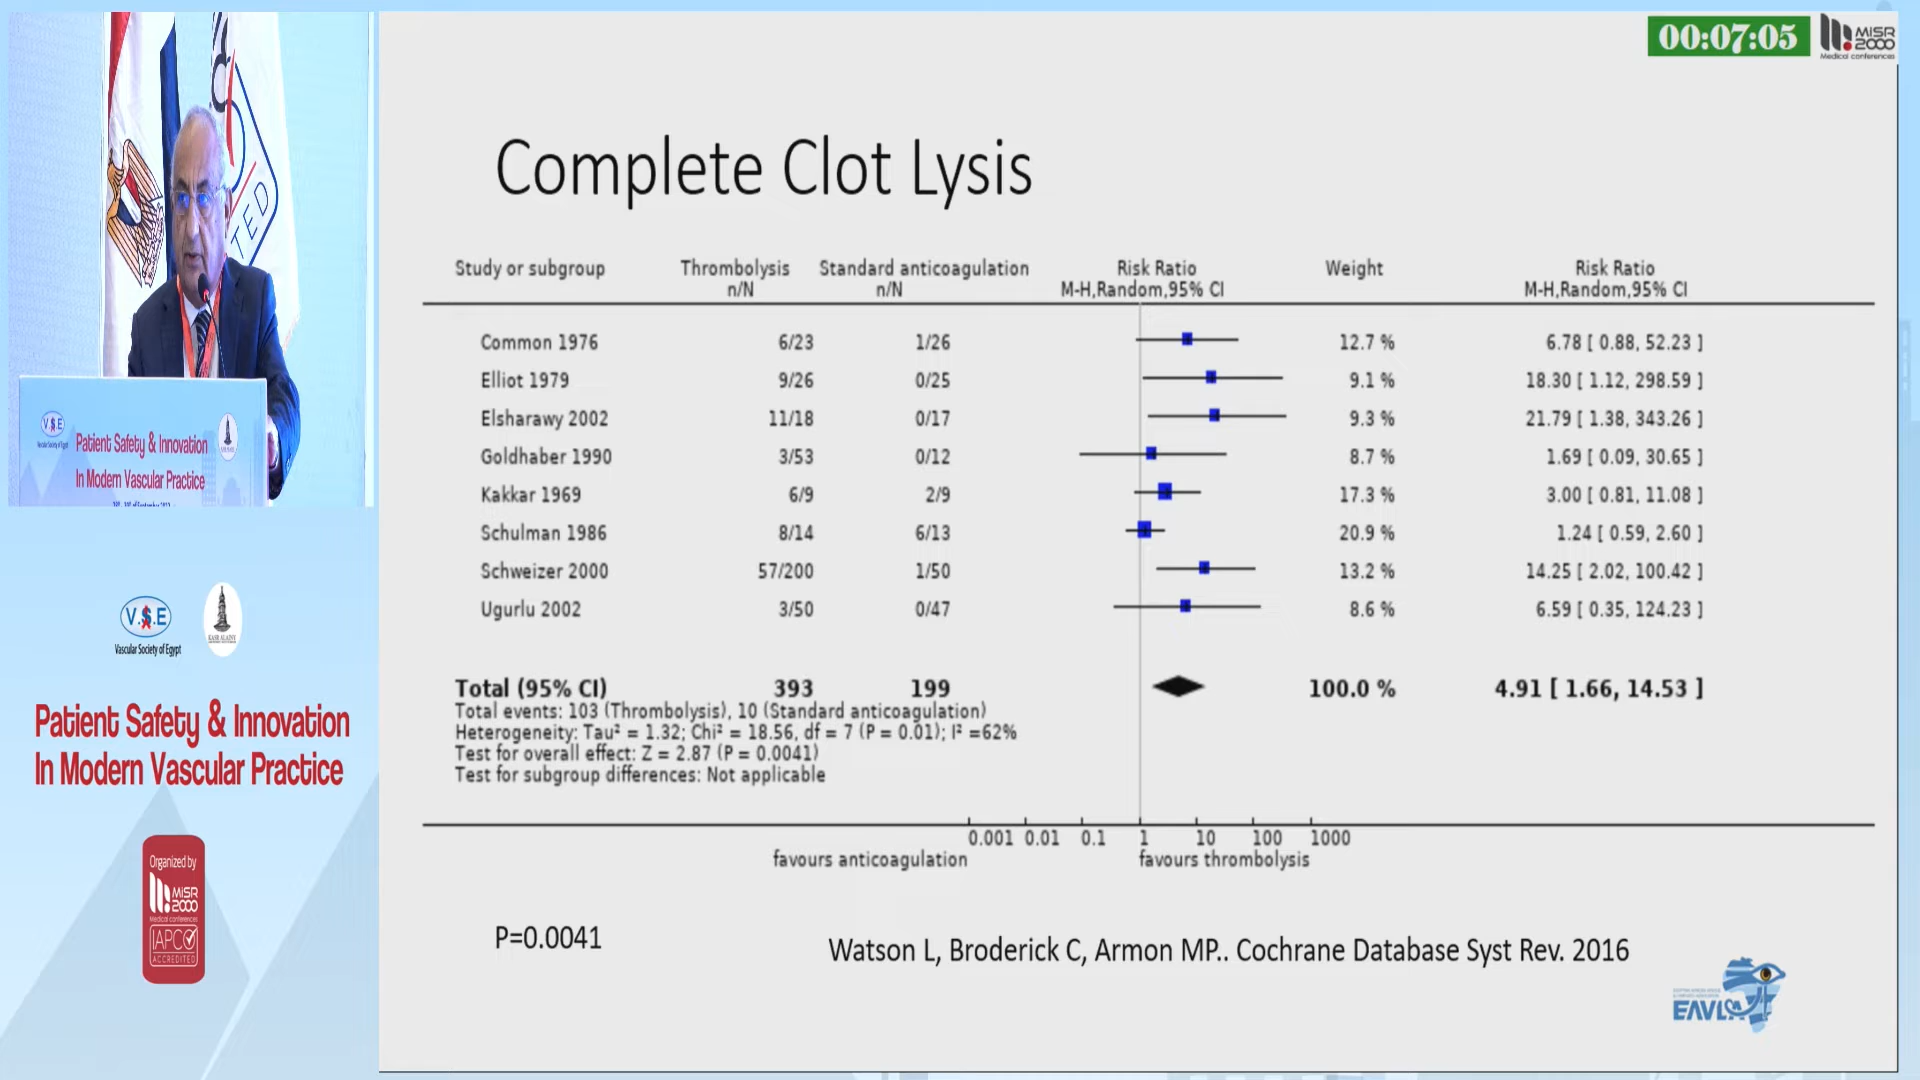 00:07:05
MISR
2000
Medical conferences
Complete Clot Lysis
Study or subgroup Thrombolysis Standard anticoagulation Risk Ratio Weight Risk Ratio
n/N n/N M-H,Random,95% CI M-H,Random,95% CI
Common 1976 6/23 1/26 12.7 % 6.78 [ 0.88, 52.23 ]
Elliot 1979 9/26 0/25 9.1 % 18.30 [ 1.12, 298.59 ]
Elsharawy 2002 11/18 0/17 9.3 % 21.79 [ 1.38, 343.26 ]
Goldhaber 1990 3/53 0/12 8.7 % 1.69 [ 0.09, 30.65 ]
Kakkar 1969 6/9 2/9 17.3 % 3.00 [ 0.81, 11.08 ]
Schulman 1986 8/14 6/13 20.9 % 1.24 [ 0.59, 2.60 ]
Schweizer 2000 57/200 1/50 13.2 % 14.25 [ 2.02, 100.42 ]
Ugurlu 2002 3/50 0/47 8.6 % 6.59 [ 0.35, 124.23 ]
Total (95% CI) 393 199 100.0 % 4.91 [ 1.66, 14.53 ]
Total events: 103 (Thrombolysis), 10 (Standard anticoagulation)
Heterogeneity: Tau² = 1.32; Chi² = 18.56, df = 7 (P = 0.01); I² =62%
Test for overall effect: Z = 2.87 (P = 0.0041)
Test for subgroup differences: Not applicable
0.001 0.01 0.1 1 10 100 1000
favours anticoagulation favours thrombolysis
P=0.0041
Watson L, Broderick C, Armon MP.. Cochrane Database Syst Rev. 2016
EAVLSA
TED
V.S.E
Patient Safety & Innovation
In Modern Vascular Practice
V.S.E
Vascular Society of Egypt
KASR ALAINY
Patient Safety & Innovation
In Modern Vascular Practice
Organized by
MISR
2000
Medical conferences
IAPCO
ACCREDITED